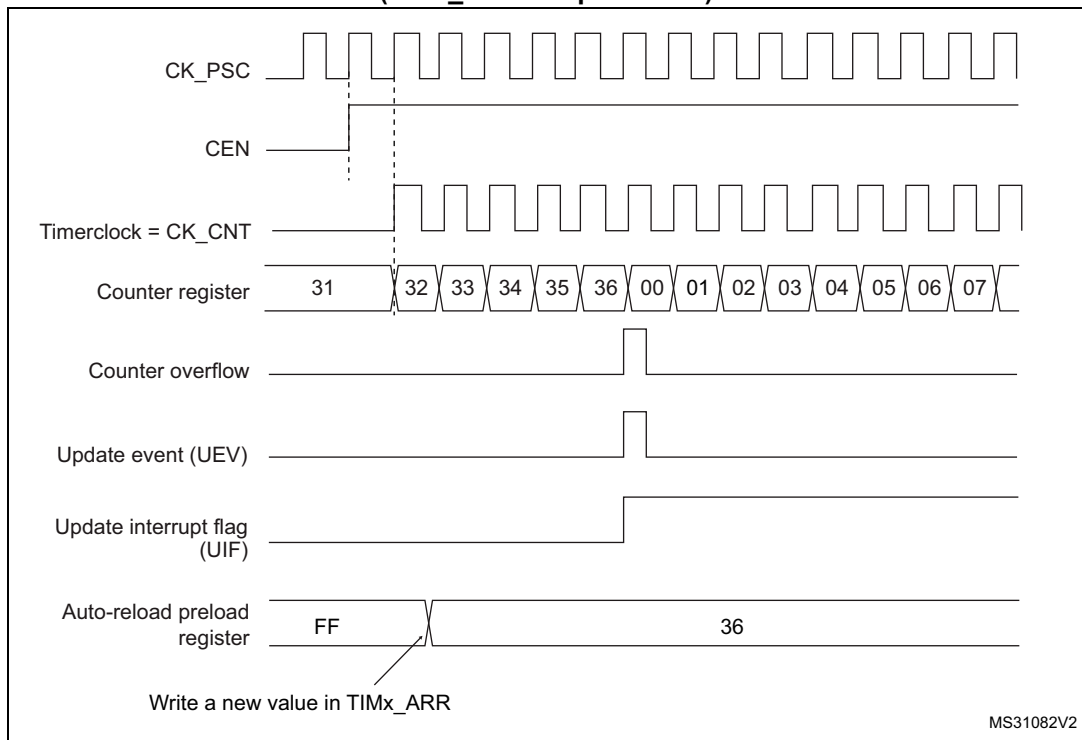 CK_PSC
CEN
Timerclock = CK_CNT
Counter register 31 32 33 34 35 36 00 01 02 03 04 05 06 07
Counter overflow
Update event (UEV)
Update interrupt flag
(UIF)
Auto-reload preload
register FF 36
Write a new value in TIMx_ARR
MS31082V2